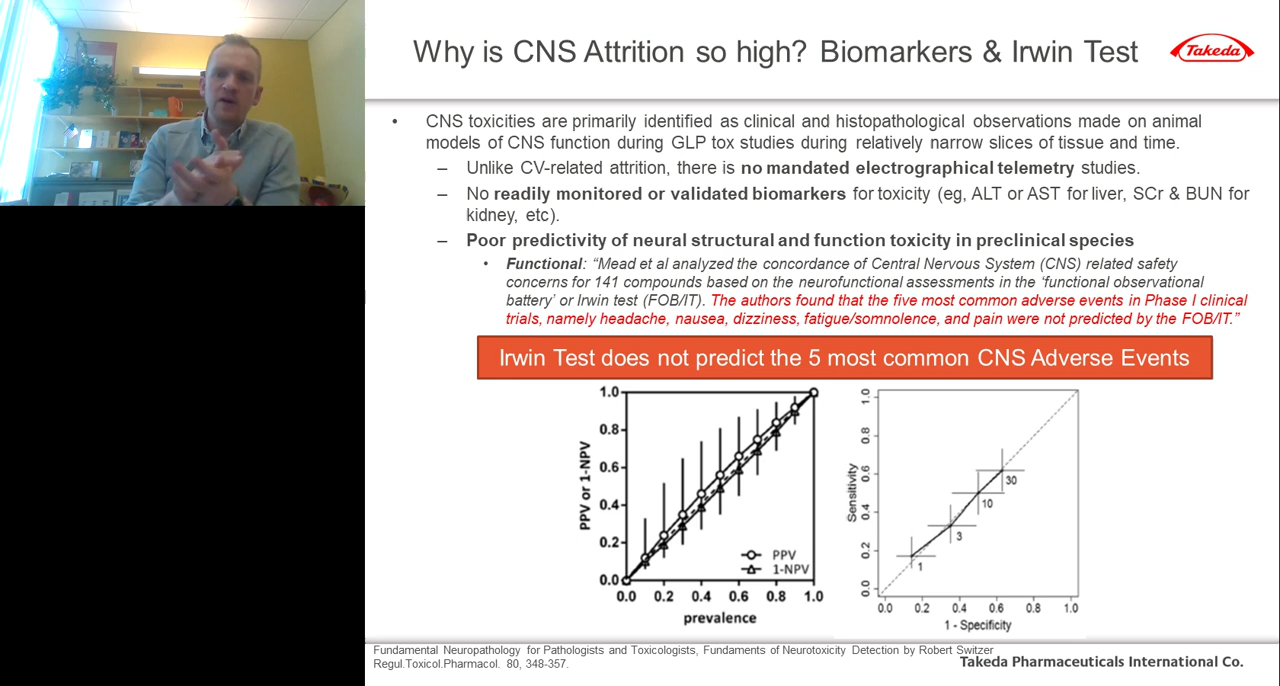 Why is CNS Attrition so high? Biomarkers & Irwin Test
Takeda
• CNS toxicities are primarily identified as clinical and histopathological observations made on animal
models of CNS function during GLP tox studies during relatively narrow slices of tissue and time.
– Unlike CV-related attrition, there is no mandated electrographical telemetry studies.
– No readily monitored or validated biomarkers for toxicity (eg, ALT or AST for liver, SCr & BUN for
kidney, etc).
– Poor predictivity of neural structural and function toxicity in preclinical species
• Functional: “Mead et al analyzed the concordance of Central Nervous System (CNS) related safety
concerns for 141 compounds based on the neurofunctional assessments in the ‘functional observational
battery’ or Irwin test (FOB/IT). The authors found that the five most common adverse events in Phase I clinical
trials, namely headache, nausea, dizziness, fatigue/somnolence, and pain were not predicted by the FOB/IT.”
Irwin Test does not predict the 5 most common CNS Adverse Events
PPV or 1-NPV
1.0
0.8
0.6
0.4
0.2
0.0
PPV
1-NPV
0.0 0.2 0.4 0.6 0.8 1.0
prevalence
Sensitivity
1.0
0.8
0.6
0.4
0.2
0.0
30
10
3
1
0.0 0.2 0.4 0.6 0.8 1.0
1 - Specificity
Fundamental Neuropathology for Pathologists and Toxicologists, Fundaments of Neurotoxicity Detection by Robert Switzer
Regul.Toxicol.Pharmacol. 80, 348-357.
Takeda Pharmaceuticals International Co.